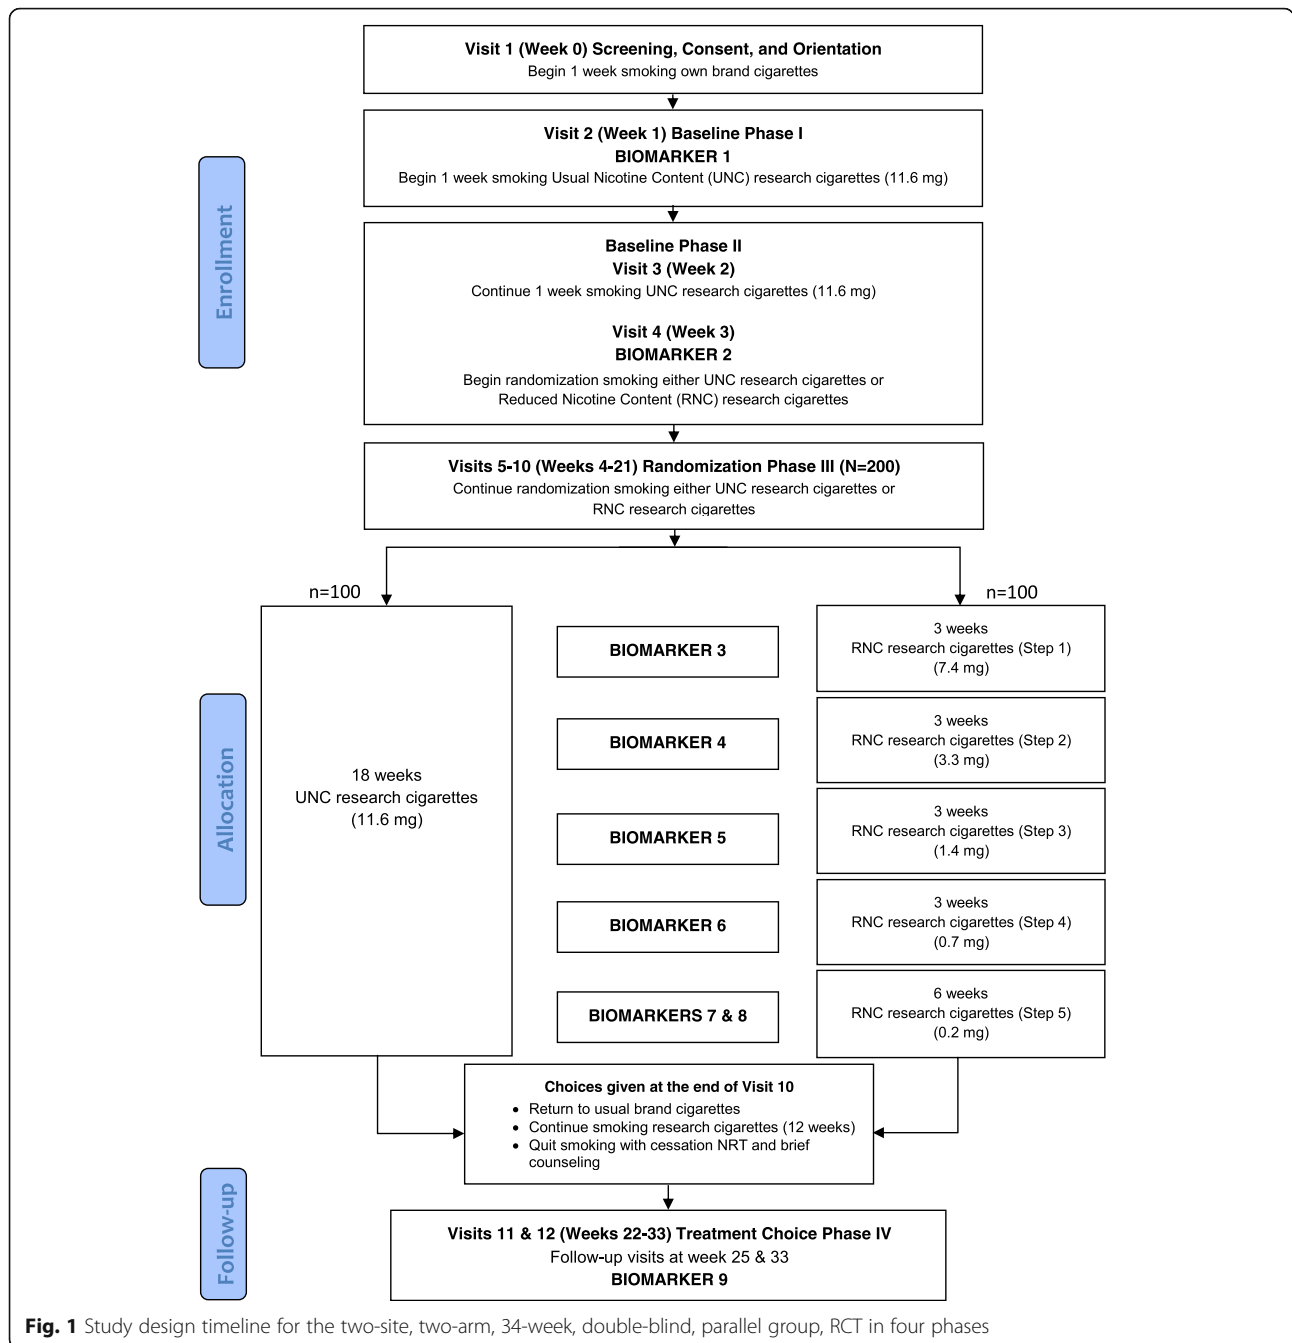 Visit 1 (Week 0) Screening, Consent, and Orientation
Begin 1 week smoking own brand cigarettes
Enrollment
Visit 2 (Week 1) Baseline Phase I
BIOMARKER 1
Begin 1 week smoking Usual Nicotine Content (UNC) research cigarettes (11.6 mg)
Baseline Phase II
Visit 3 (Week 2)
Continue 1 week smoking UNC research cigarettes (11.6 mg)
Visit 4 (Week 3)
BIOMARKER 2
Begin randomization smoking either UNC research cigarettes or
Reduced Nicotine Content (RNC) research cigarettes
Visits 5-10 (Weeks 4-21) Randomization Phase III (N=200)
Continue randomization smoking either UNC research cigarettes or
RNC research cigarettes
n=100
n=100
Allocation
18 weeks
UNC research cigarettes
(11.6 mg)
BIOMARKER 3
3 weeks
RNC research cigarettes (Step 1)
(7.4 mg)
BIOMARKER 4
3 weeks
RNC research cigarettes (Step 2)
(3.3 mg)
BIOMARKER 5
3 weeks
RNC research cigarettes (Step 3)
(1.4 mg)
BIOMARKER 6
3 weeks
RNC research cigarettes (Step 4)
(0.7 mg)
BIOMARKERS 7 & 8
6 weeks
RNC research cigarettes (Step 5)
(0.2 mg)
Choices given at the end of Visit 10
• Return to usual brand cigarettes
• Continue smoking research cigarettes (12 weeks)
• Quit smoking with cessation NRT and brief
counseling
Follow-up
Visits 11 & 12 (Weeks 22-33) Treatment Choice Phase IV
Follow-up visits at week 25 & 33
BIOMARKER 9
Fig. 1 Study design timeline for the two-site, two-arm, 34-week, double-blind, parallel group, RCT in four phases